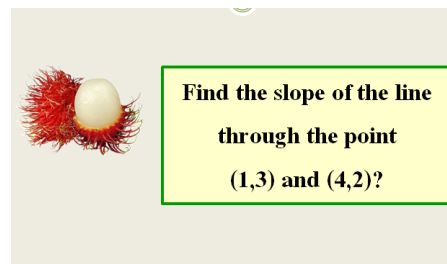 Find the slope of the line
through the point
(1,3) and (4,2)?